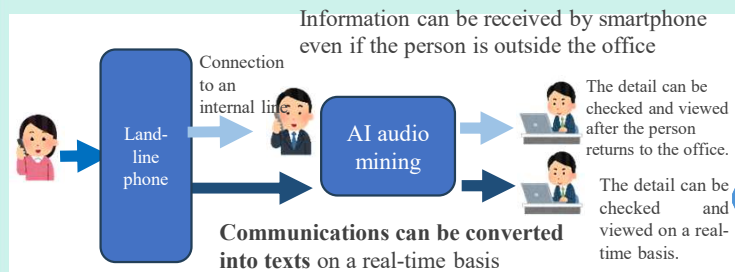 Information can be received by smartphone
even if the person is outside the office
Connection
to an
internal line
Land-
line
phone
AI audio
mining
The detail can be
checked and viewed
after the person
returns to the office.
The detail can be
checked and
viewed on a real-
time basis.
Communications can be converted
into texts on a real-time basis